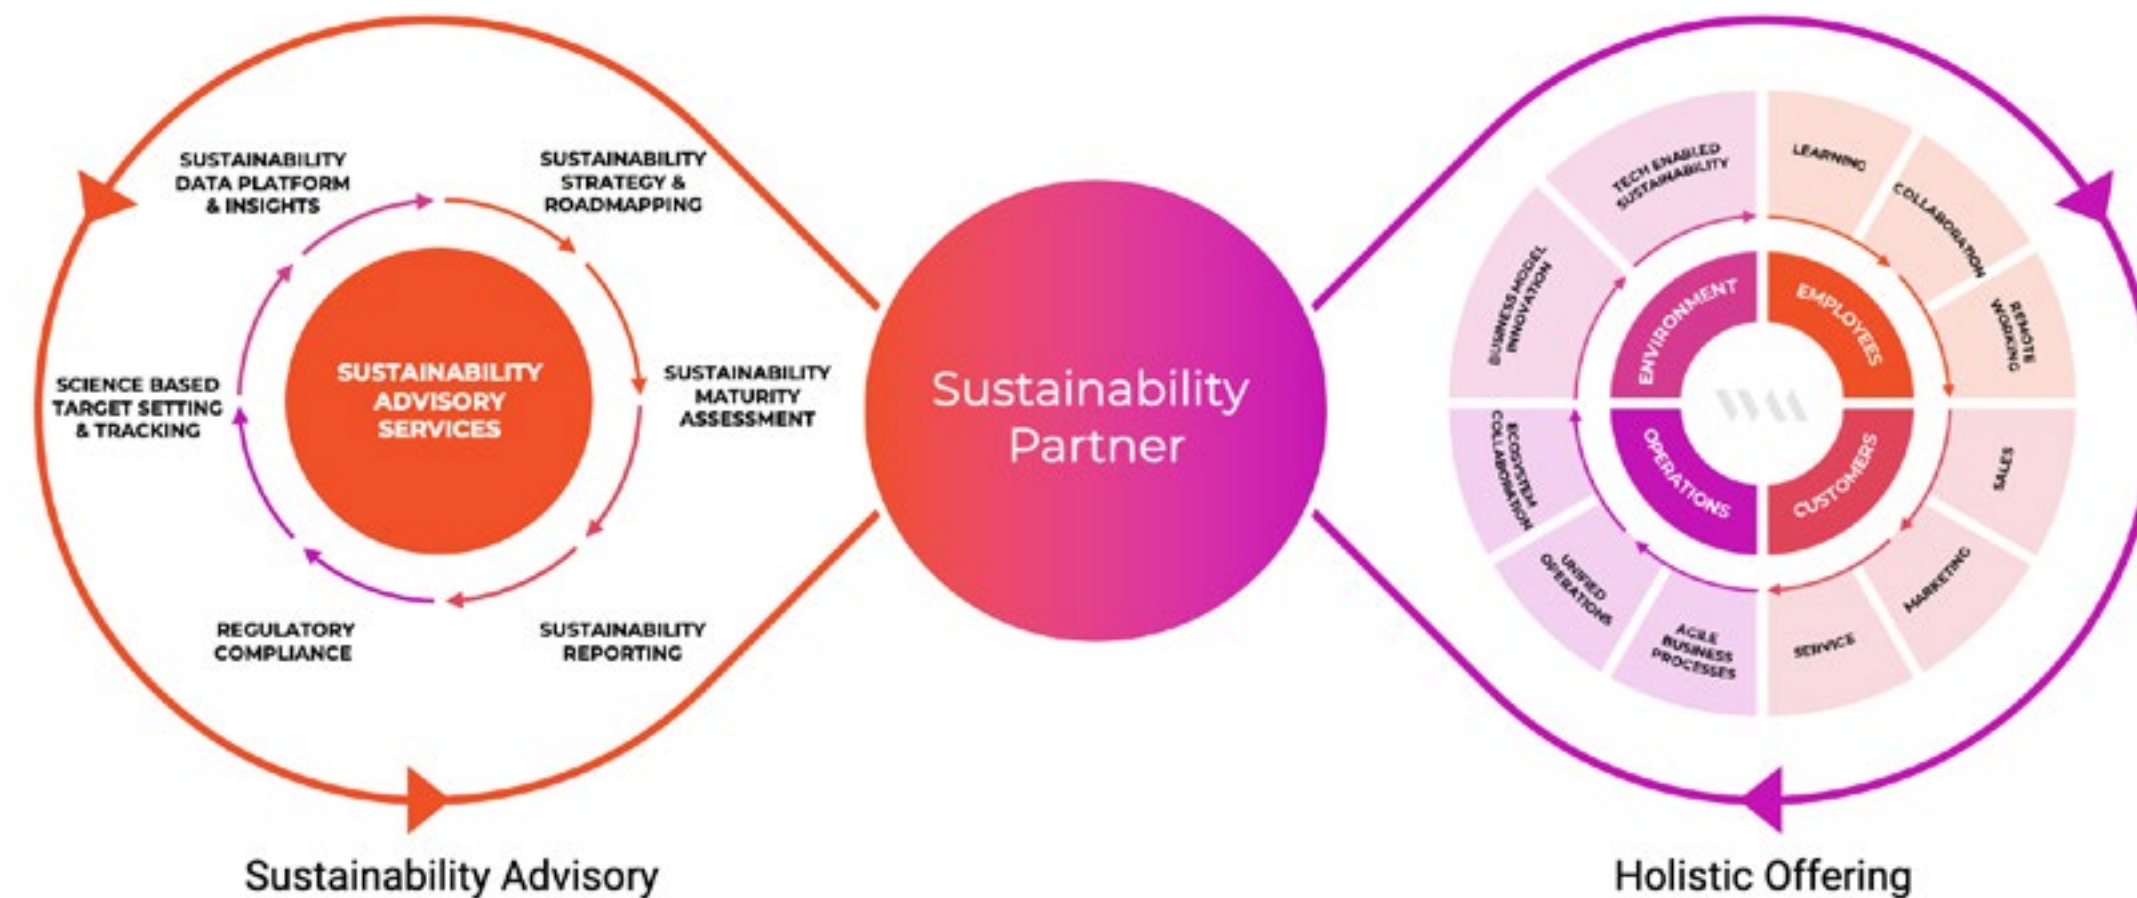 SUSTAINABILITY
DATA PLATFORM
& INSIGHTS
SUSTAINABILITY
STRATEGY &
ROADMAPPING
SUSTAINABILITY
MATURITY
ASSESSMENT
SUSTAINABILITY
REPORTING
REGULATORY
COMPLIANCE
SCIENCE BASED
TARGET SETTING
& TRACKING
SUSTAINABILITY
ADVISORY
SERVICES
Sustainability
Partner
TECH ENABLED
SUSTAINABILITY
LEARNING
COLLABORATION
REMOTE
WORKING
SALES
MARKETING
SERVICE
AGILE
BUSINESS
PROCESSES
UNIFIED
OPERATIONS
ECOSYSTEM
COLLABORATION
BUSINESS MODEL
INNOVATION
ENVIRONMENT
EMPLOYEES
CUSTOMERS
OPERATIONS
Sustainability Advisory
Holistic Offering